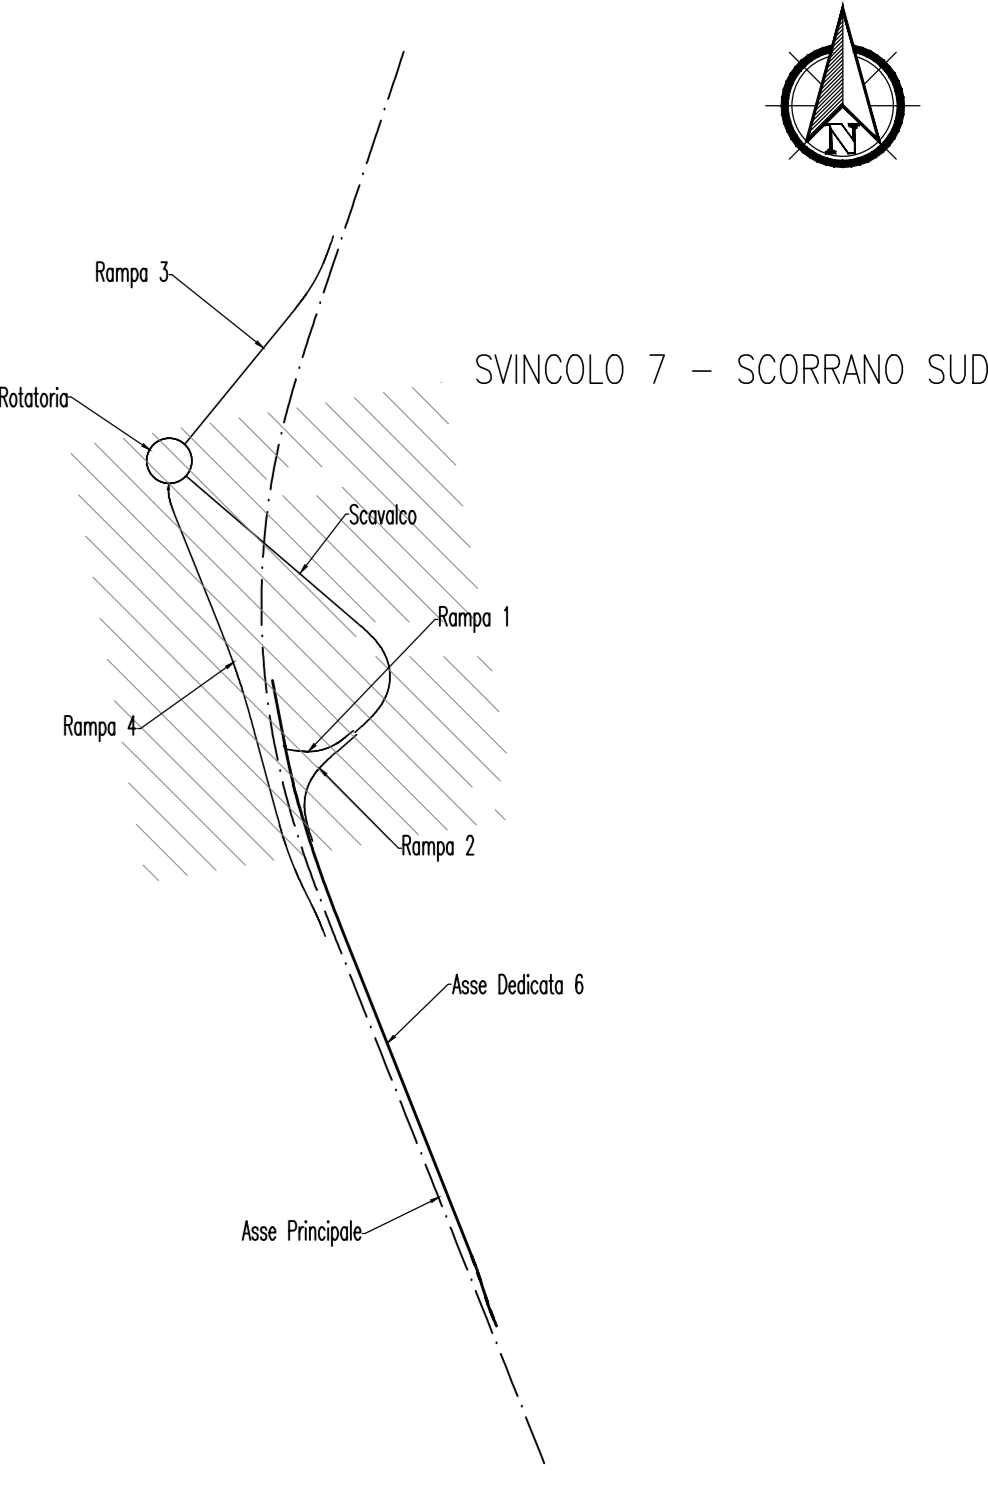 N
Rampa 3
SVINCOLO 7 – SCORRANO SUD
Rotatoria
Scavalco
Rampa 1
Rampa 4
Rampa 2
Asse Dedicata 6
Asse Principale